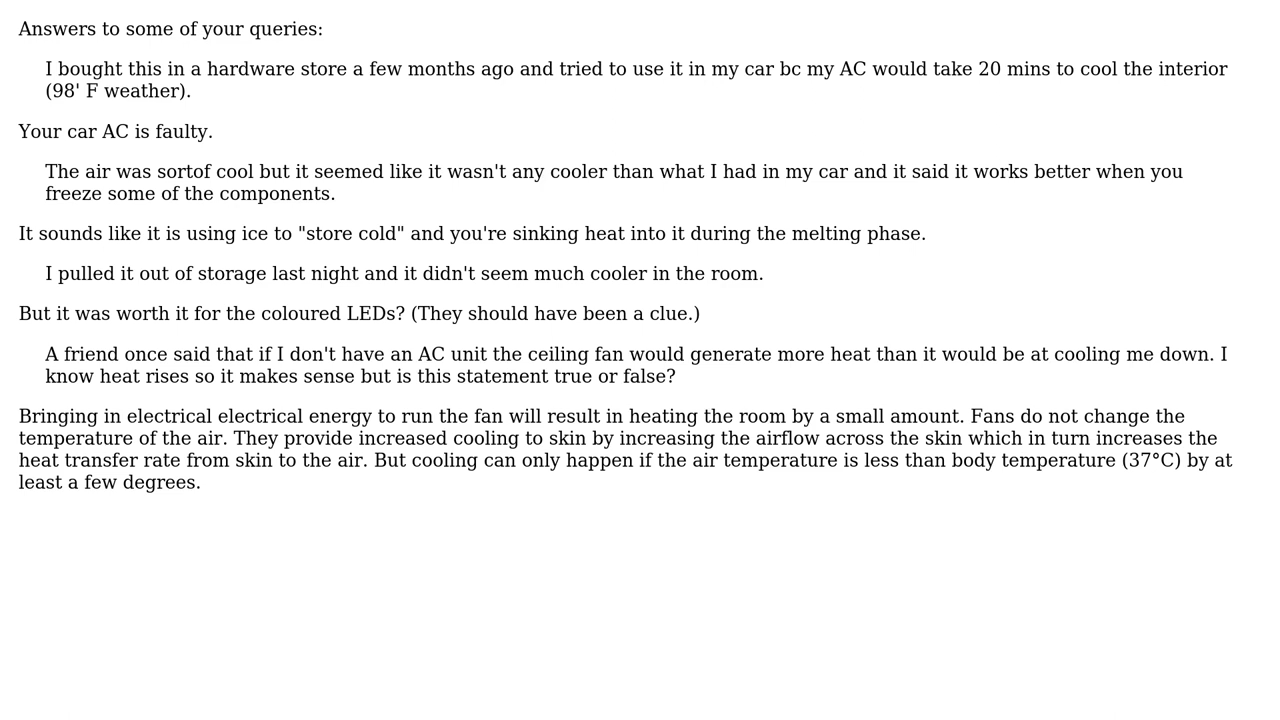 Answers to some of your queries:
I bought this in a hardware store a few months ago and tried to use it in my car bc my AC would take 20 mins to cool the interior
(98' F weather).
Your car AC is faulty.
The air was sortof cool but it seemed like it wasn't any cooler than what I had in my car and it said it works better when you
freeze some of the components.
It sounds like it is using ice to "store cold" and you're sinking heat into it during the melting phase.
I pulled it out of storage last night and it didn't seem much cooler in the room.
But it was worth it for the coloured LEDs? (They should have been a clue.)
A friend once said that if I don't have an AC unit the ceiling fan would generate more heat than it would be at cooling me down. I
know heat rises so it makes sense but is this statement true or false?
Bringing in electrical electrical energy to run the fan will result in heating the room by a small amount. Fans do not change the
temperature of the air. They provide increased cooling to skin by increasing the airflow across the skin which in turn increases the
heat transfer rate from skin to the air. But cooling can only happen if the air temperature is less than body temperature (37°C) by at
least a few degrees.